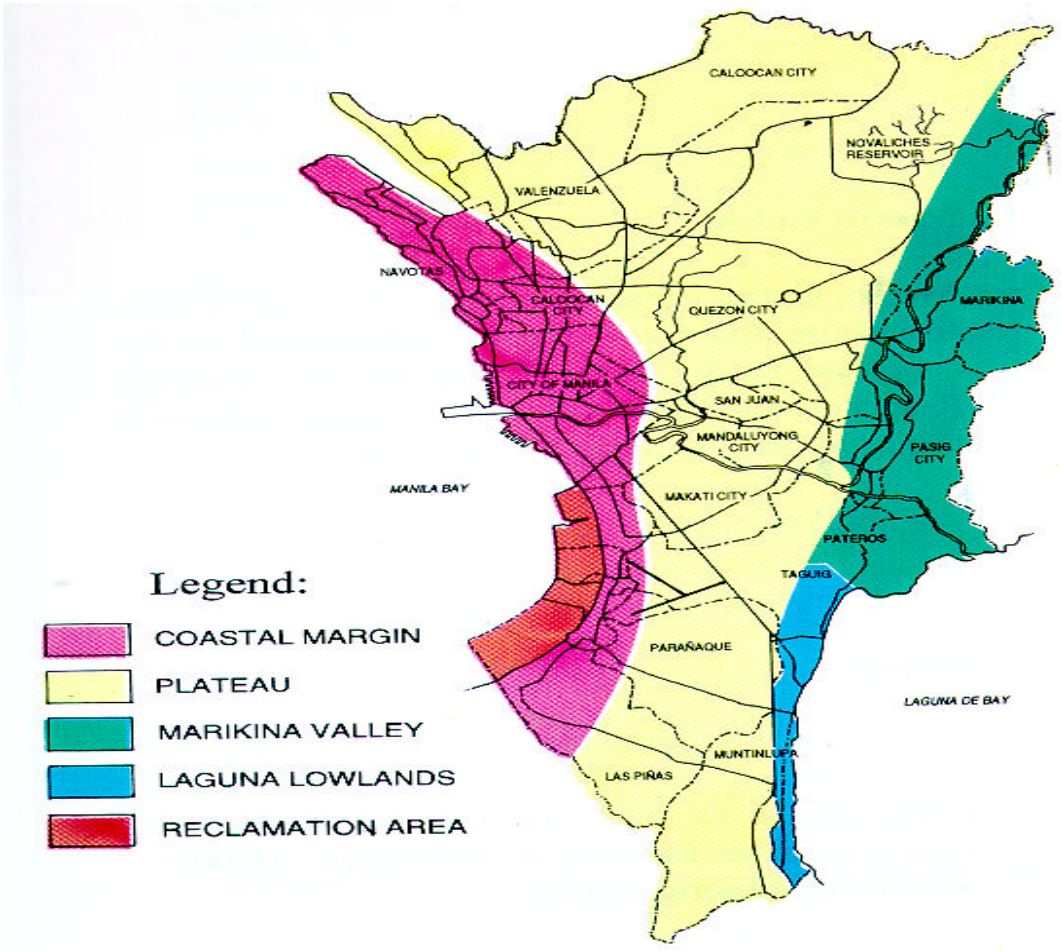 CALOOCAN CITY
NOVALICHES
RESERVOIR
VALENZUELA
NAVOTAS
CALOOCAN
CITY
QUEZON CITY
MARIKINA
CITY OF MANILA
SAN JUAN
MANDALUYONG
CITY
PASIG
CITY
MANILA BAY
MAKATI CITY
PATEROS
TAGUIG
PARAÑAQUE
LAGUNA DE BAY
MUNTINLUPA
LAS PIÑAS
Legend:
COASTAL MARGIN
PLATEAU
MARIKINA VALLEY
LAGUNA LOWLANDS
RECLAMATION AREA